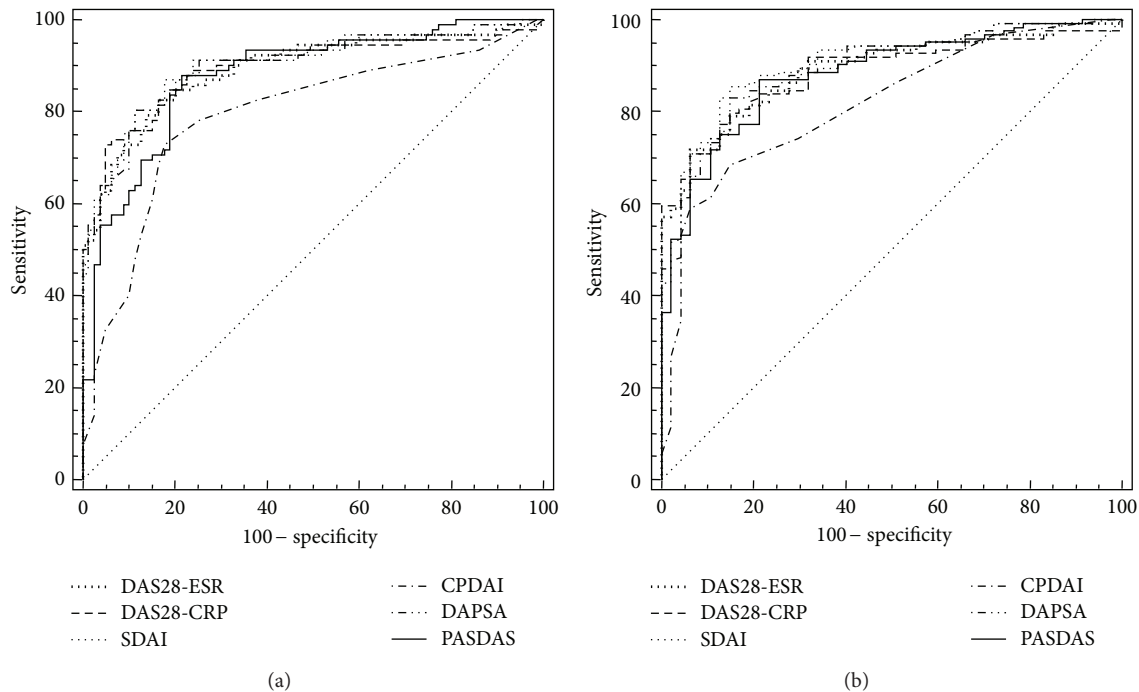 100
80
60
40
20
0
Sensitivity
0 20 40 60 80 100
100 − specificity
DAS28-ESR
DAS28-CRP
SDAI
CPDAI
DAPSA
PASDAS
(a)
100
80
60
40
20
0
Sensitivity
0 20 40 60 80 100
100 − specificity
DAS28-ESR
DAS28-CRP
SDAI
CPDAI
DAPSA
PASDAS
(b)